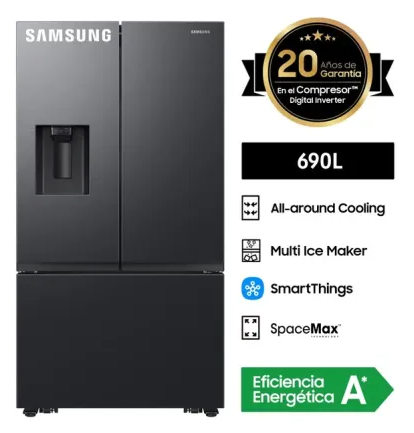 SAMSUNG
SAMSUNG
20 Años de
Garantía
En el Compresor™
Digital Inverter
690L
All-around Cooling
Multi Ice Maker
SmartThings
SpaceMax™
TECHNOLOGY
Eficiencia
Energética A*